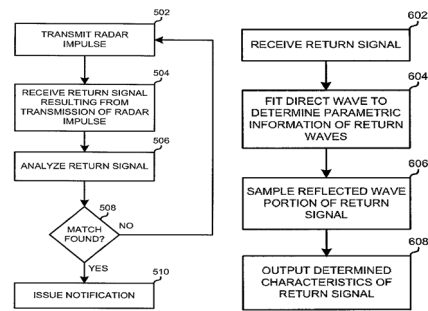 502
TRANSMIT RADAR
IMPULSE
504
RECEIVE RETURN SIGNAL
RESULTING FROM
TRANSMISSION OF RADAR
IMPULSE
506
ANALYZE RETURN SIGNAL
508
MATCH
FOUND?
NO
YES
510
ISSUE NOTIFICATION
602
RECEIVE RETURN SIGNAL
604
FIT DIRECT WAVE TO
DETERMINE PARAMETRIC
INFORMATION OF RETURN
WAVES
606
SAMPLE REFLECTED WAVE
PORTION OF RETURN
SIGNAL
608
OUTPUT DETERMINED
CHARACTERISTICS OF
RETURN SIGNAL